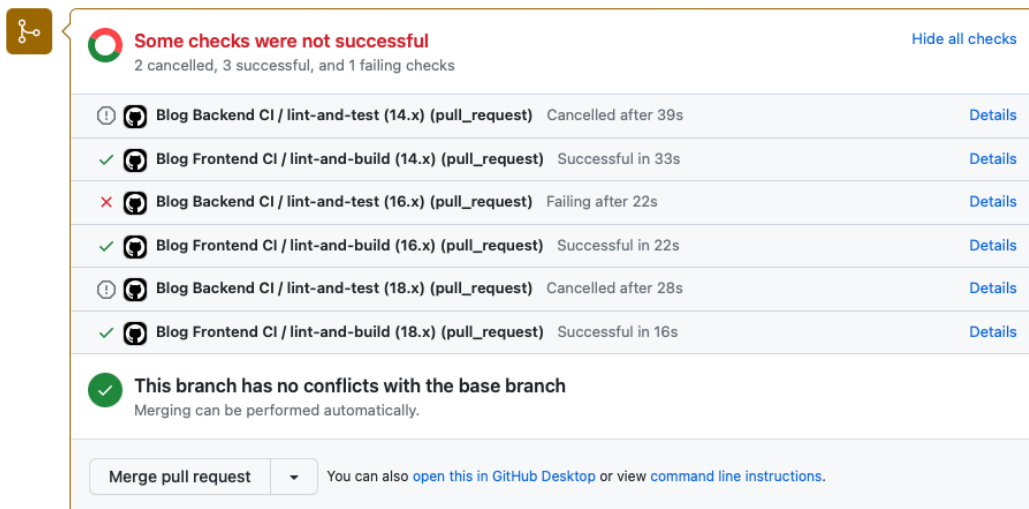 Some checks were not successful
Hide all checks
2 cancelled, 3 successful, and 1 failing checks
Blog Backend CI / lint-and-test (14.x) (pull_request) Cancelled after 39s Details
Blog Frontend CI / lint-and-build (14.x) (pull_request) Successful in 33s Details
Blog Backend CI / lint-and-test (16.x) (pull_request) Failing after 22s Details
Blog Frontend CI / lint-and-build (16.x) (pull_request) Successful in 22s Details
Blog Backend CI / lint-and-test (18.x) (pull_request) Cancelled after 28s Details
Blog Frontend CI / lint-and-build (18.x) (pull_request) Successful in 16s Details
This branch has no conflicts with the base branch
Merging can be performed automatically.
Merge pull request You can also open this in GitHub Desktop or view command line instructions.